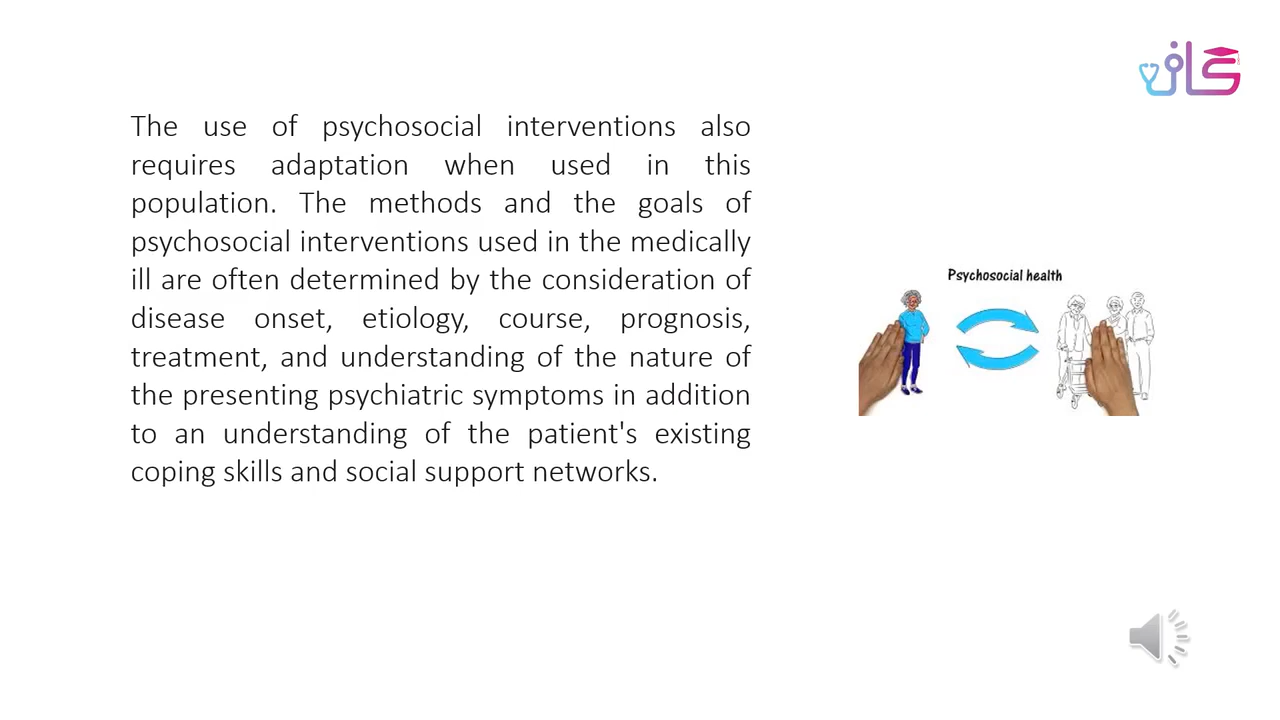 كافي
The use of psychosocial interventions also
requires adaptation when used in this
population. The methods and the goals of
psychosocial interventions used in the medically
ill are often determined by the consideration of
disease onset, etiology, course, prognosis,
treatment, and understanding of the nature of
the presenting psychiatric symptoms in addition
to an understanding of the patient's existing
coping skills and social support networks.
Psychosocial health